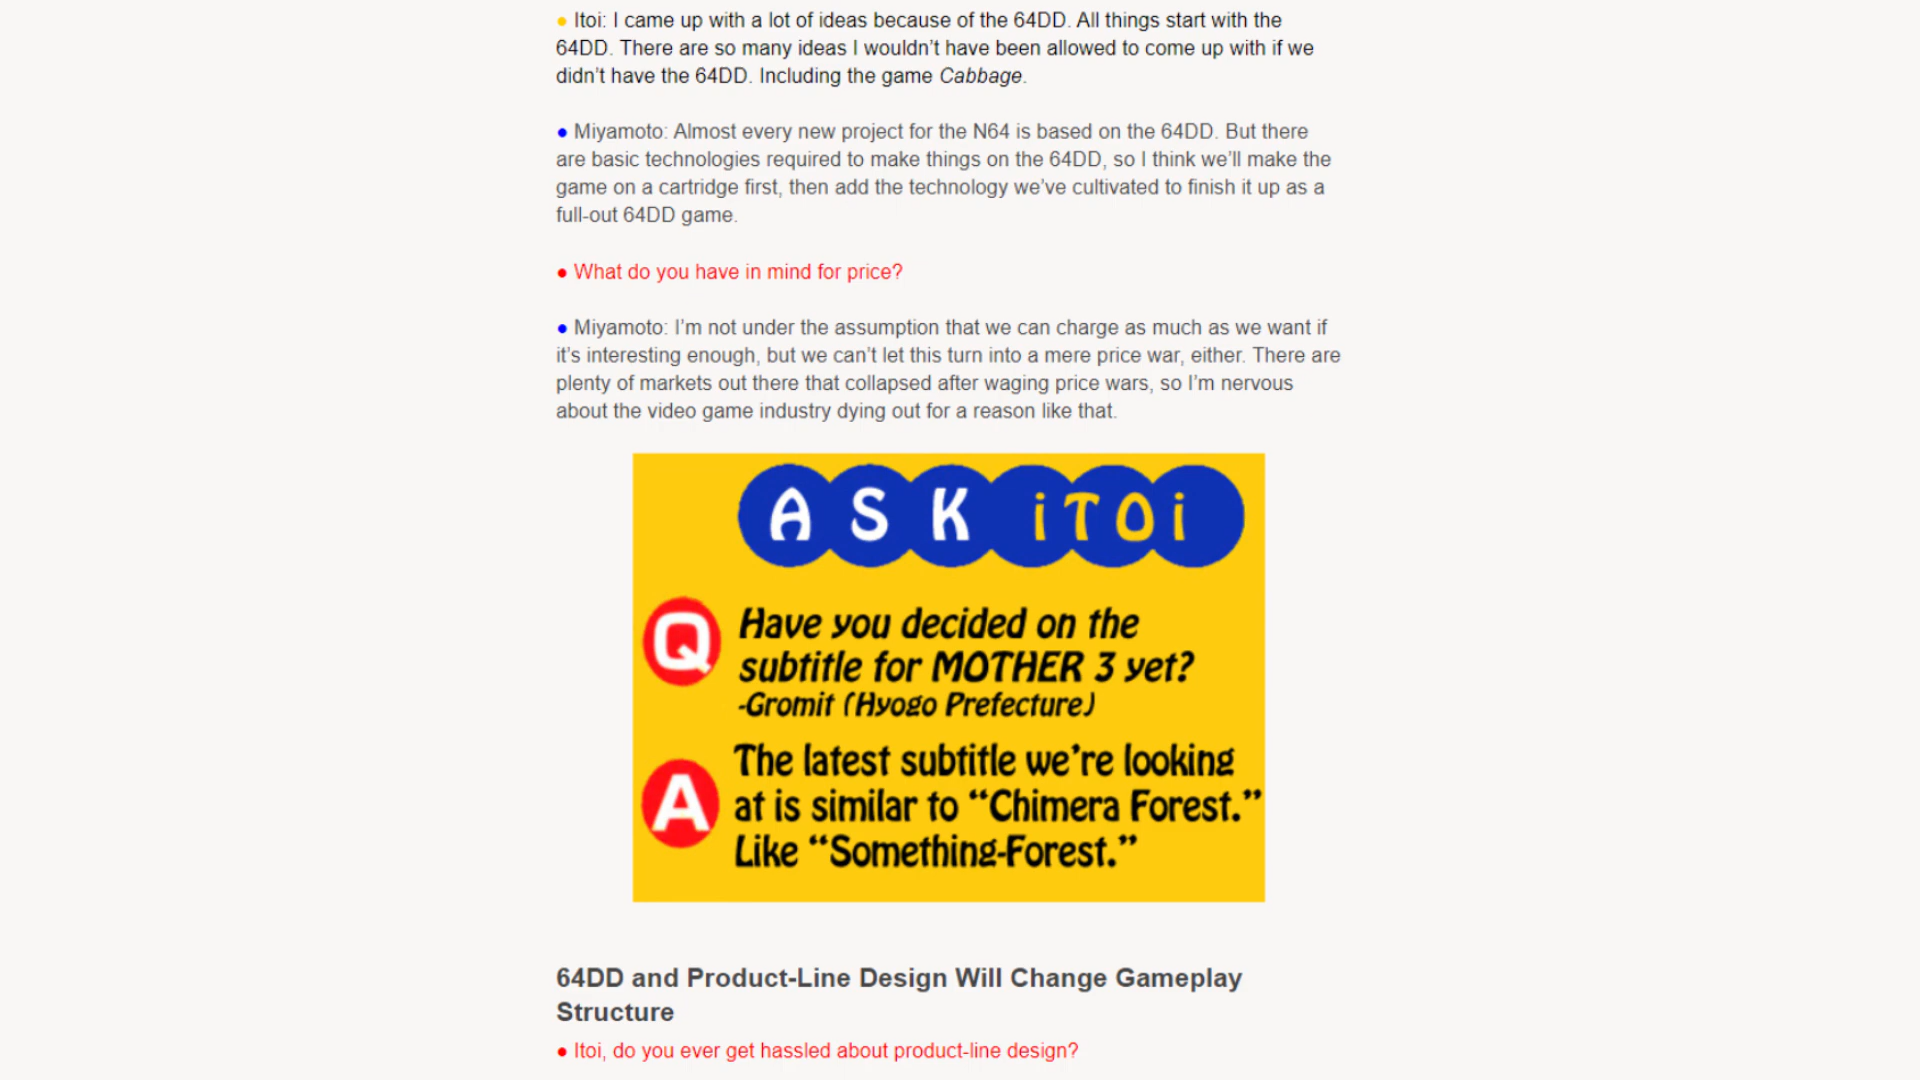 ● Itoi: I came up with a lot of ideas because of the 64DD. All things start with the
64DD. There are so many ideas I wouldn’t have been allowed to come up with if we
didn’t have the 64DD. Including the game Cabbage.
● Miyamoto: Almost every new project for the N64 is based on the 64DD. But there
are basic technologies required to make things on the 64DD, so I think we’ll make the
game on a cartridge first, then add the technology we’ve cultivated to finish it up as a
full-out 64DD game.
● What do you have in mind for price?
● Miyamoto: I’m not under the assumption that we can charge as much as we want if
it’s interesting enough, but we can’t let this turn into a mere price war, either. There are
plenty of markets out there that collapsed after waging price wars, so I’m nervous
about the video game industry dying out for a reason like that.
ASK iTOi
Q
Have you decided on the
subtitle for MOTHER 3 yet?
-Gromit (Hyogo Prefecture)
A
The latest subtitle we’re looking
at is similar to “Chimera Forest.”
Like “Something-Forest.”
64DD and Product-Line Design Will Change Gameplay
Structure
● Itoi, do you ever get hassled about product-line design?